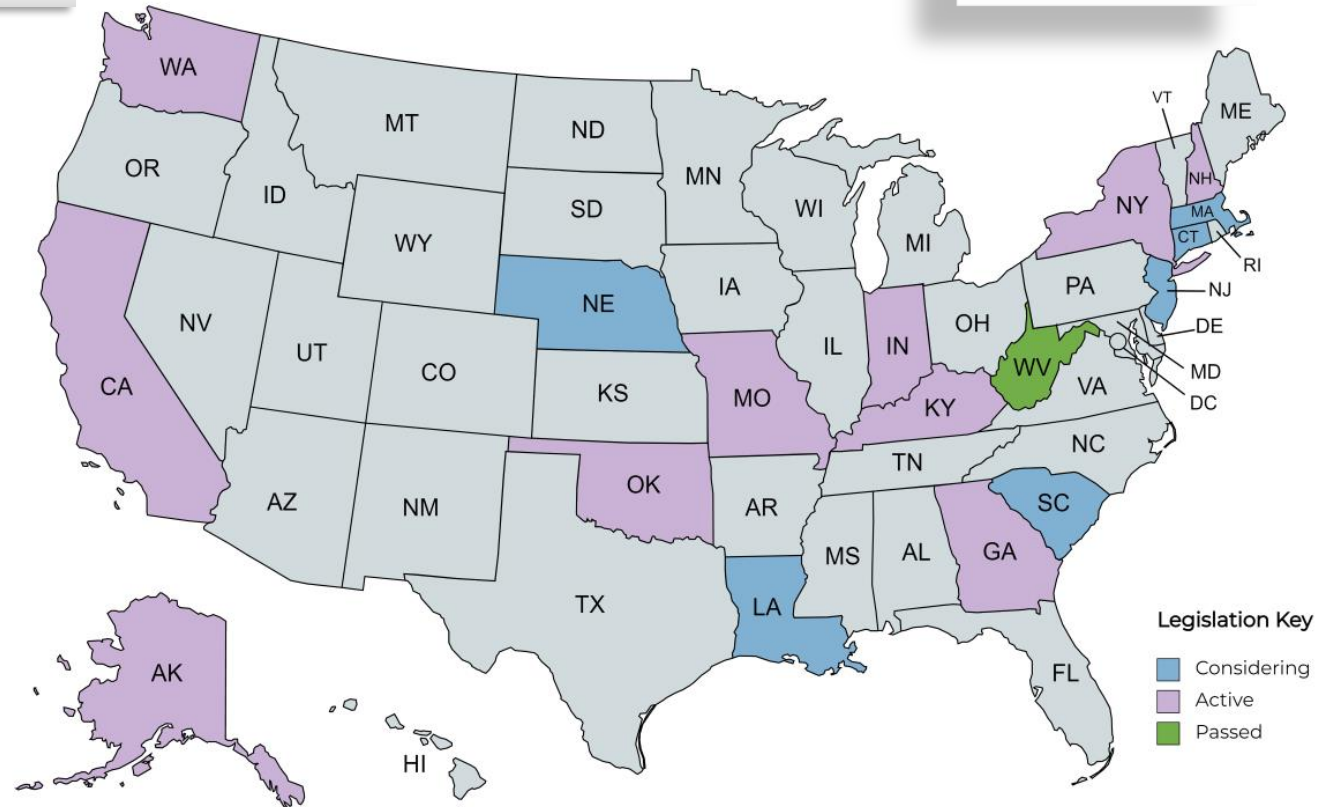 WA
MT
ND
MN
VT
ME
OR
ID
SD
WI
MI
NH
NY
MA
CT
RI
WY
NE
IA
PA
NJ
NV
UT
CO
IL
IN
OH
DE
CA
KS
MO
KY
WV
VA
MD
DC
AZ
NM
OK
AR
TN
NC
SC
TX
LA
MS
AL
GA
FL
AK
HI
Legislation Key
Considering
Active
Passed